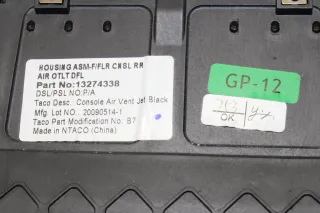 HOUSING ASM-F/FLR CNSL RR
AIR OTLT DFL
Part No:13274338
DSL/PSL NO:P/A
Taco Desc. Console Air Vent Jet Black
Mfg. Lot NO.: 20090514-1
Taco Part Modification No.: B7
Made in NTACO (China)
GP-12
OK